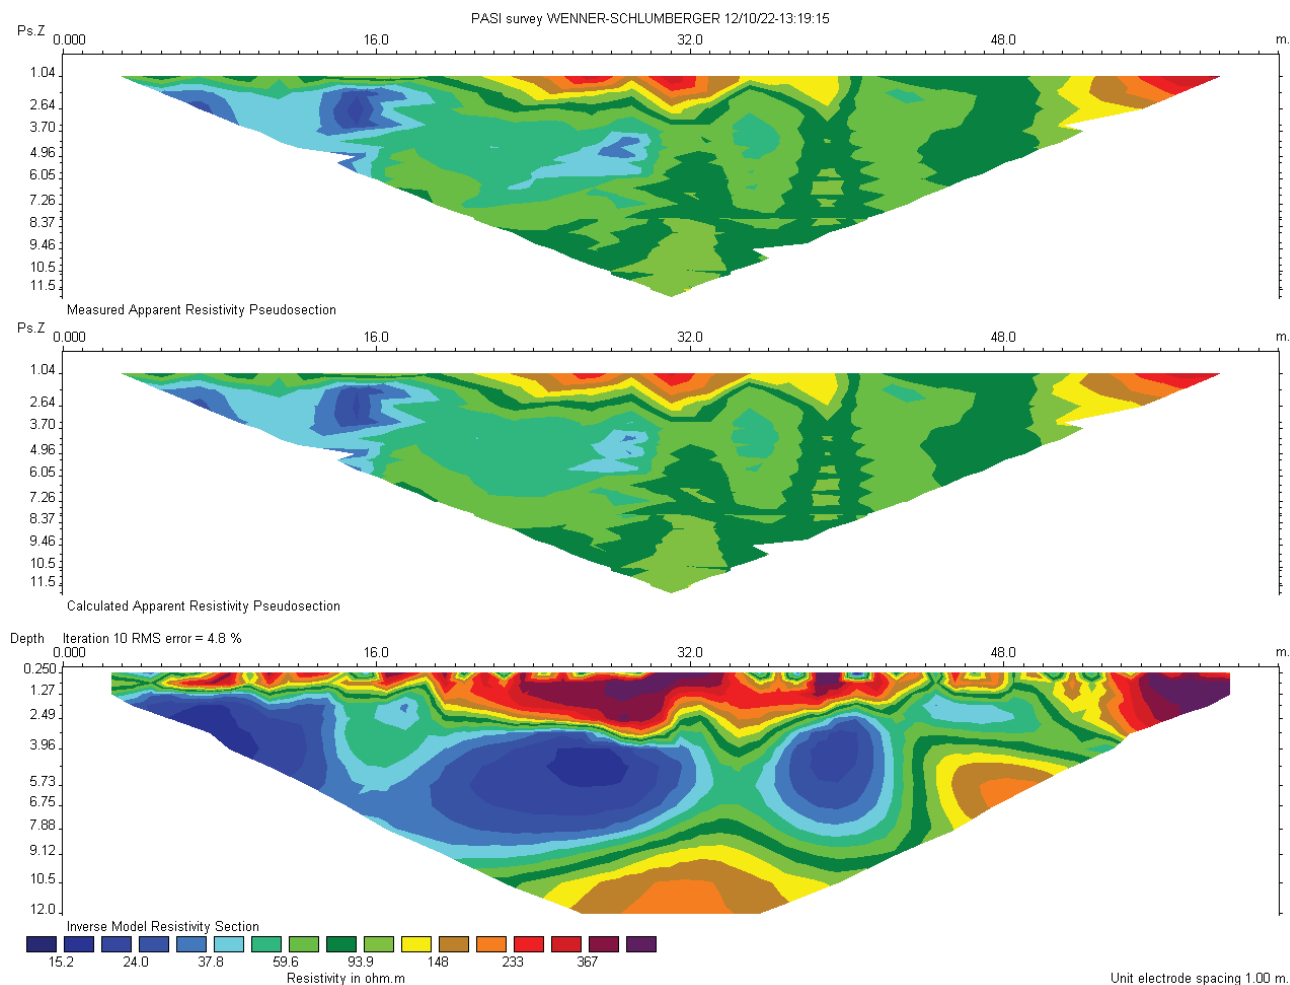 PASI survey WENNER-SCHLUMBERGER 12/10/22-13:19:15
Ps.Z
0.000 16.0 32.0 48.0 m.
1.04
2.64
3.70
4.96
6.05
7.26
8.37
9.46
10.5
11.5
Measured Apparent Resistivity Pseudosection
Ps.Z
0.000 16.0 32.0 48.0 m.
1.04
2.64
3.70
4.96
6.05
7.26
8.37
9.46
10.5
11.5
Calculated Apparent Resistivity Pseudosection
Depth Iteration 10 RMS error = 4.8 %
0.000 16.0 32.0 48.0 m.
0.250
1.27
2.49
3.96
5.73
6.75
7.88
9.12
10.5
12.0
Inverse Model Resistivity Section
15.2 24.0 37.8 59.6 93.9 148 233 367
Resistivity in ohm.m
Unit electrode spacing 1.00 m.